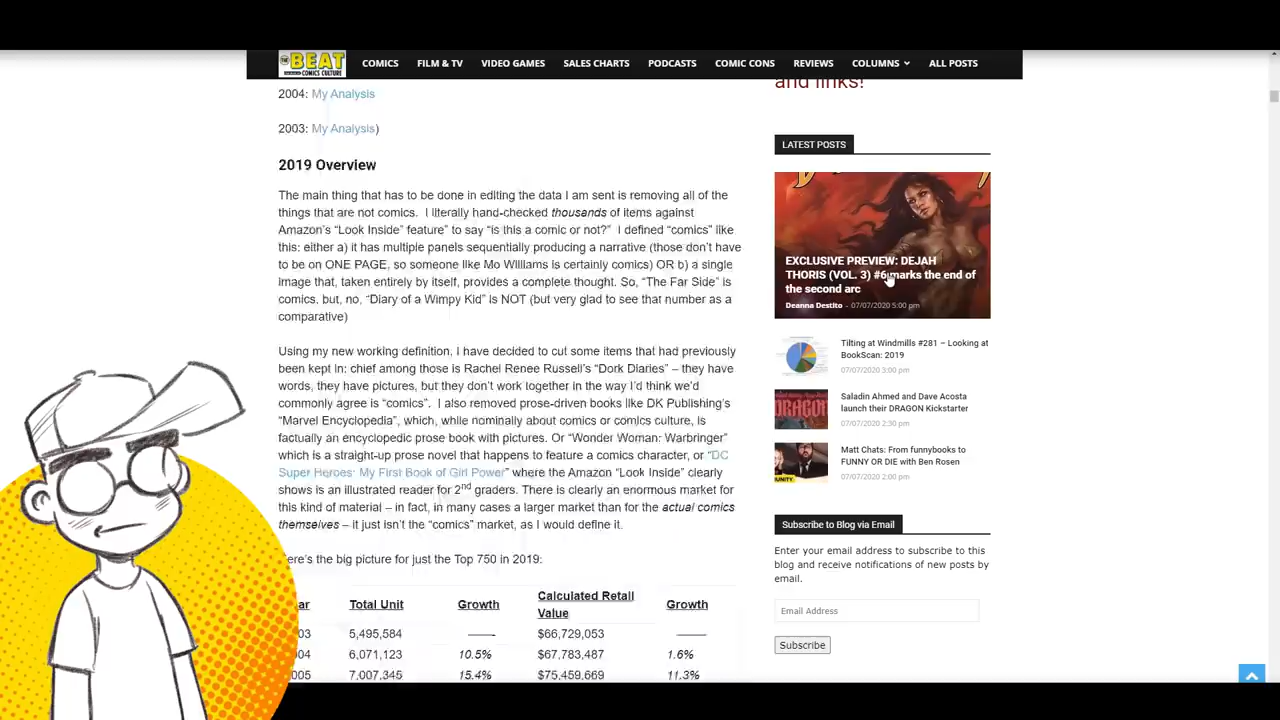 THE BEAT
COMICS CULTURE
COMICS
FILM & TV
VIDEO GAMES
SALES CHARTS
PODCASTS
COMIC CONS
REVIEWS
COLUMNS
ALL POSTS
2004: My Analysis
2003: My Analysis)
2019 Overview
The main thing that has to be done in editing the data I am sent is removing all of the
things that are not comics.  I literally hand-checked thousands of items against
Amazon's “Look Inside” feature” to say “is this a comic or not?”  I defined “comics” like
this: either a) it has multiple panels sequentially producing a narrative (those don’t have
to be on ONE PAGE, so someone like Mo Williams is certainly comics) OR b) a single
image that, taken entirely by itself, provides a complete thought. So, “The Far Side” is
comics, but, no, “Diary of a Wimpy Kid” is NOT (but very glad to see that number as a
comparative)
Using my new working definition, I have decided to cut some items that had previously
been kept in: chief among those is Rachel Renee Russell’s “Dork Diaries” – they have
words, they have pictures, but they don’t work together in the way I’d think we’d
commonly agree is “comics”.  I also removed prose-driven books like DK Publishing’s
“Marvel Encyclopedia”, which, while nominally about comics or comics culture, is
factually an encyclopedic prose book with pictures. Or “Wonder Woman: Warbringer”
which is a straight-up prose novel that happens to feature a comics character, or “DC
Super Heroes: My First Book of Girl Power” where the Amazon “Look Inside” clearly
shows is an illustrated reader for 2nd graders. There is clearly an enormous market for
this kind of material – in fact, in many cases a larger market than for the actual comics
themselves – it just isn’t the “comics” market, as I would define it.
ere’s the big picture for just the Top 750 in 2019:
ar Total Unit Growth Calculated Retail Value Growth
03 5,495,584 —— $66,729,053 ——
04 6,071,123 10.5% $67,783,487 1.6%
005 7,007,345 15.4% $75,459,669 11.3%
and links!
LATEST POSTS
EXCLUSIVE PREVIEW: DEJAH
THORIS (VOL. 3) #6 marks the end of
the second arc
Deanna Destito - 07/07/2020 5:00 pm
Tilting at Windmills #281 – Looking at
BookScan: 2019
07/07/2020 3:00 pm
Saladin Ahmed and Dave Acosta
launch their DRAGON Kickstarter
07/07/2020 2:30 pm
DRAGON
Matt Chats: From funnybooks to
FUNNY OR DIE with Ben Rosen
07/07/2020 2:00 pm
UNITY:
Subscribe to Blog via Email
Enter your email address to subscribe to this
blog and receive notifications of new posts by
email.
Email Address
Subscribe